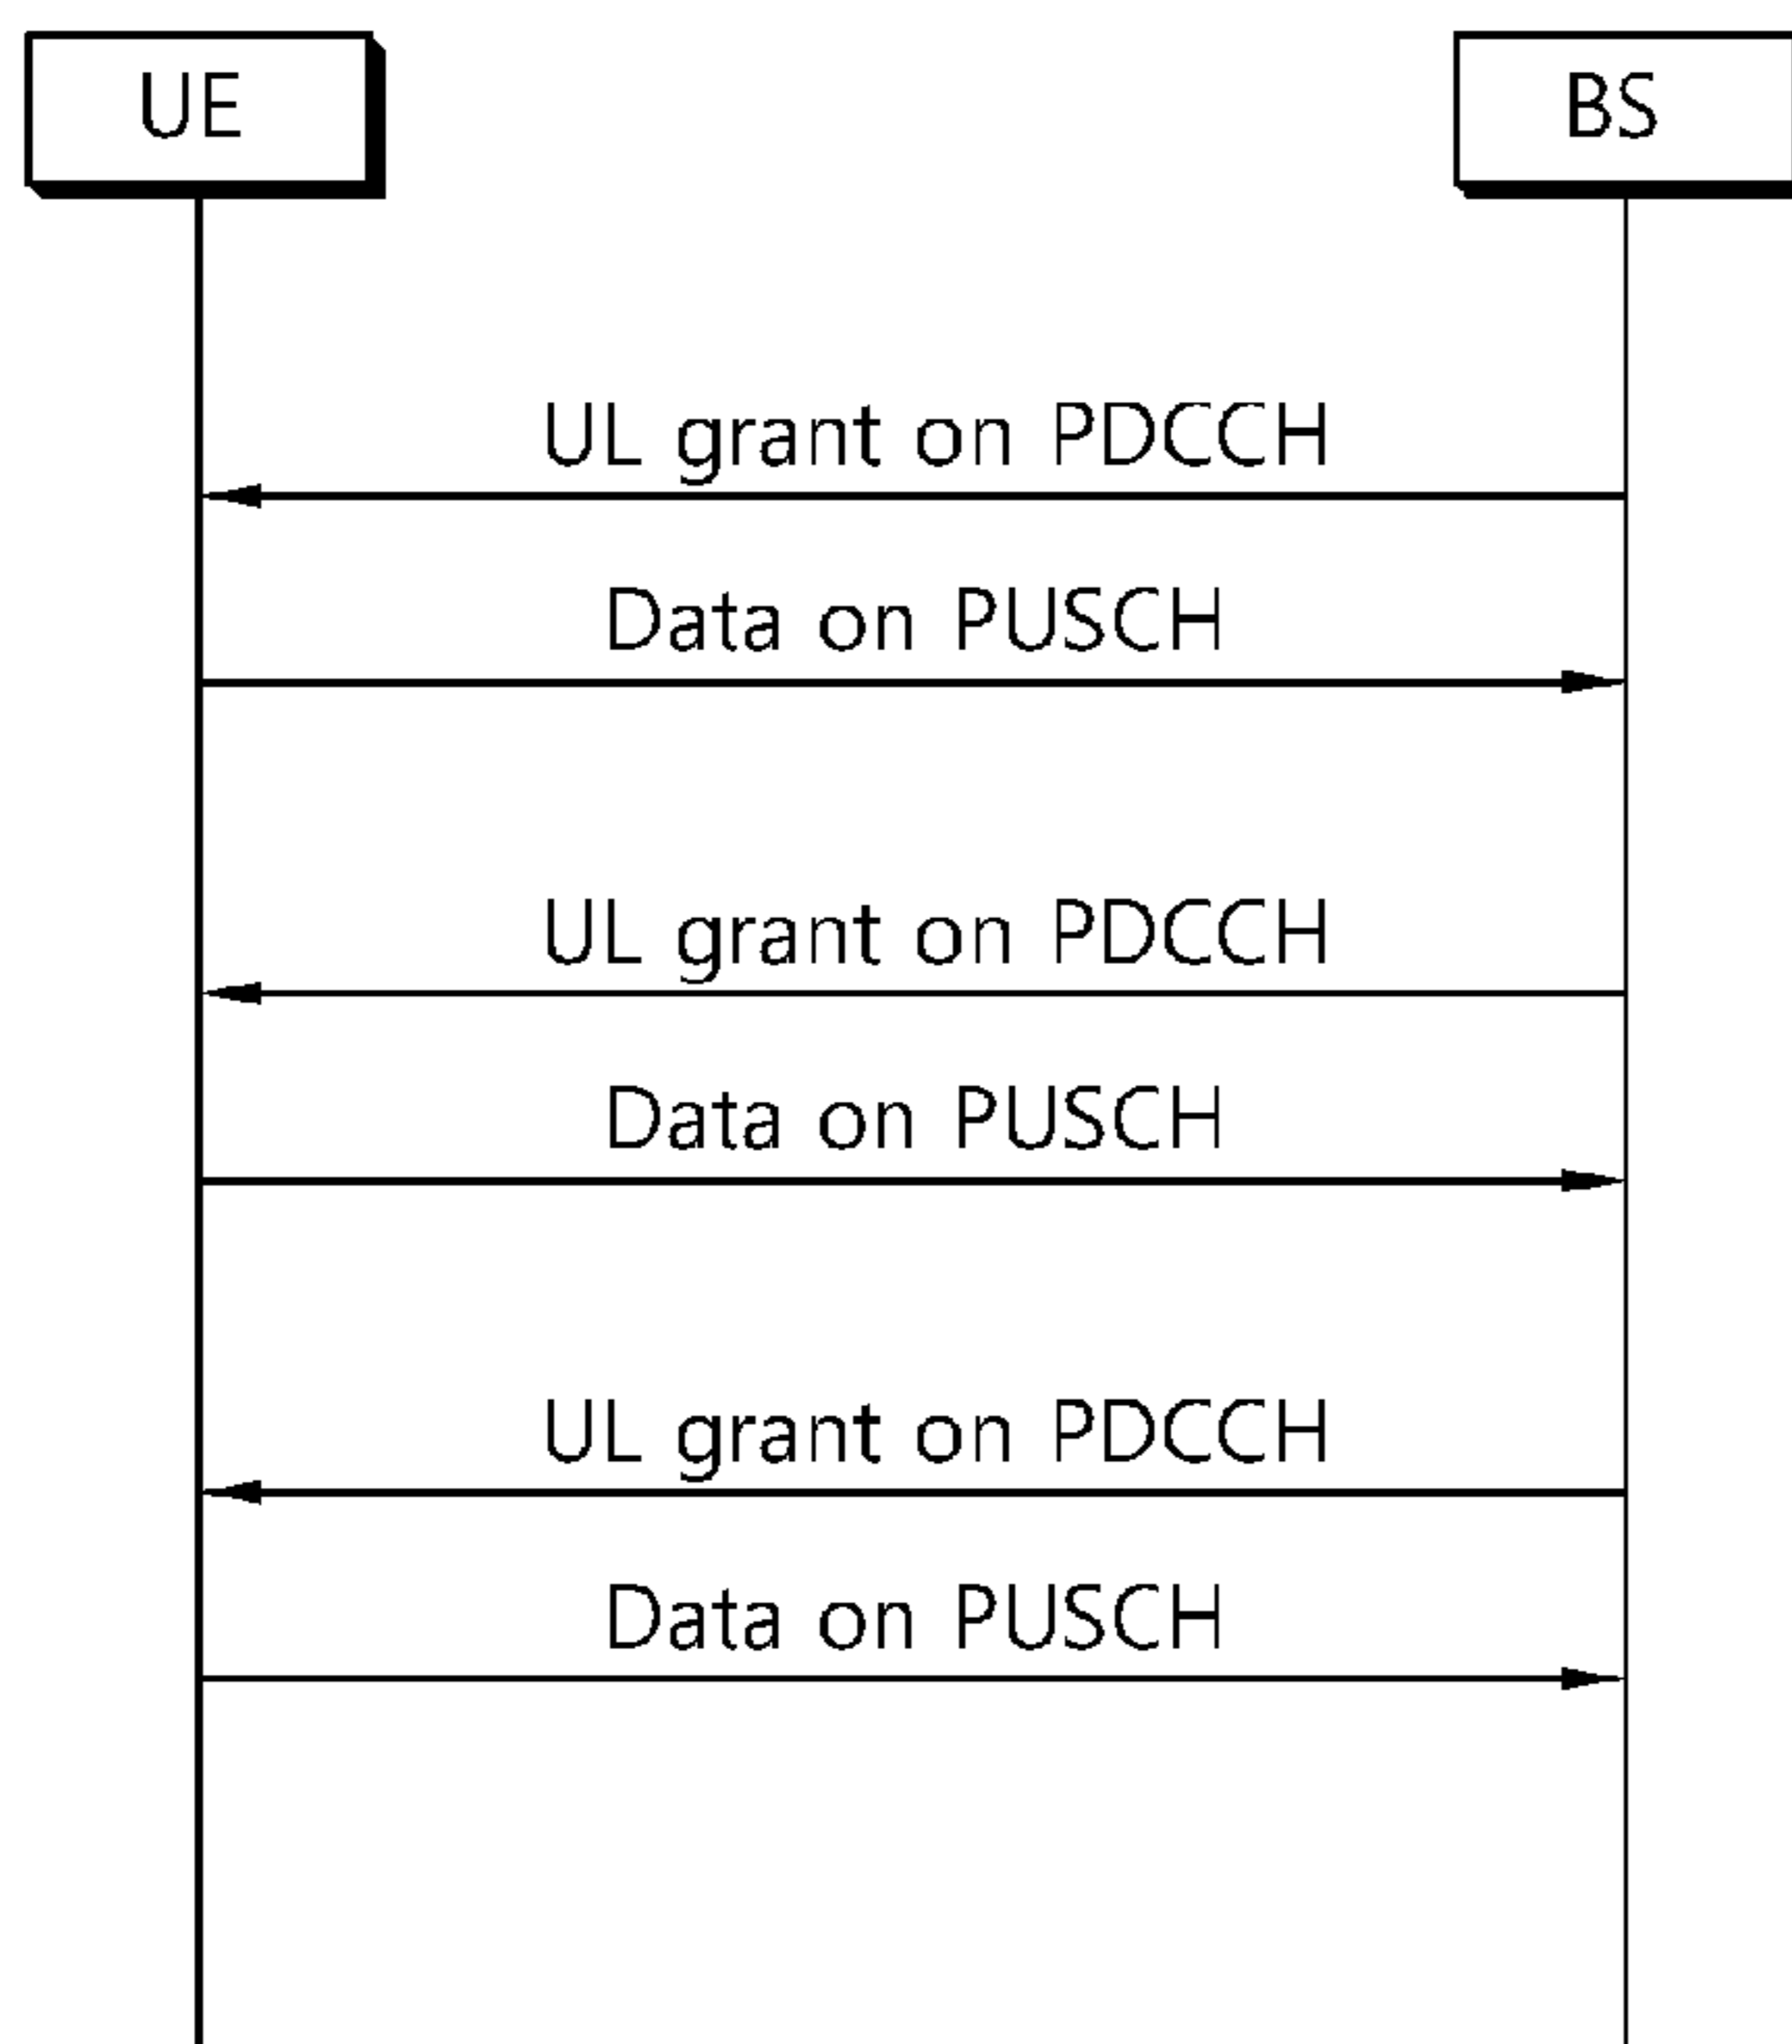 UE
BS
UL grant on PDCCH
Data on PUSCH
UL grant on PDCCH
Data on PUSCH
UL grant on PDCCH
Data on PUSCH